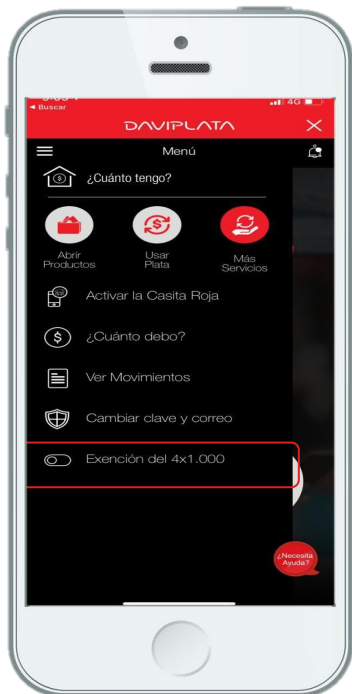 ◄ Buscar
4G
DAVIPLATA
Menú
¿Cuánto tengo?
Abrir
Productos
Usar
Plata
Más
Servicios
Activar la Casita Roja
¿Cuánto debo?
Ver Movimientos
Cambiar clave y correo
Exención del 4x1.000
¿Necesita
Ayuda?